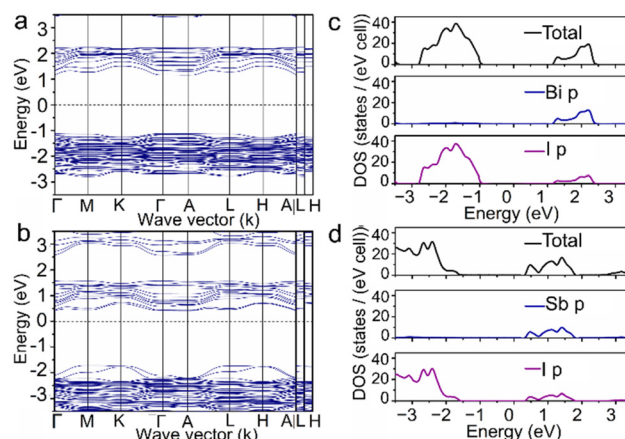 a
Energy (eV)
3
2
1
0
-1
-2
-3
Γ M K Γ A L H A|L H
Wave vector (k)
b
Energy (eV)
3
2
1
0
-1
-2
-3
Γ M K Γ A L H A|L H
Wave vector (k)
c
DOS (states / (eV cell))
40
20
0
Total
40
20
0
Bi p
40
20
0
I p
-3 -2 -1 0 1 2 3
Energy (eV)
d
DOS (states / (eV cell))
40
20
0
Total
40
20
0
Sb p
40
20
0
I p
-3 -2 -1 0 1 2 3
Energy (eV)